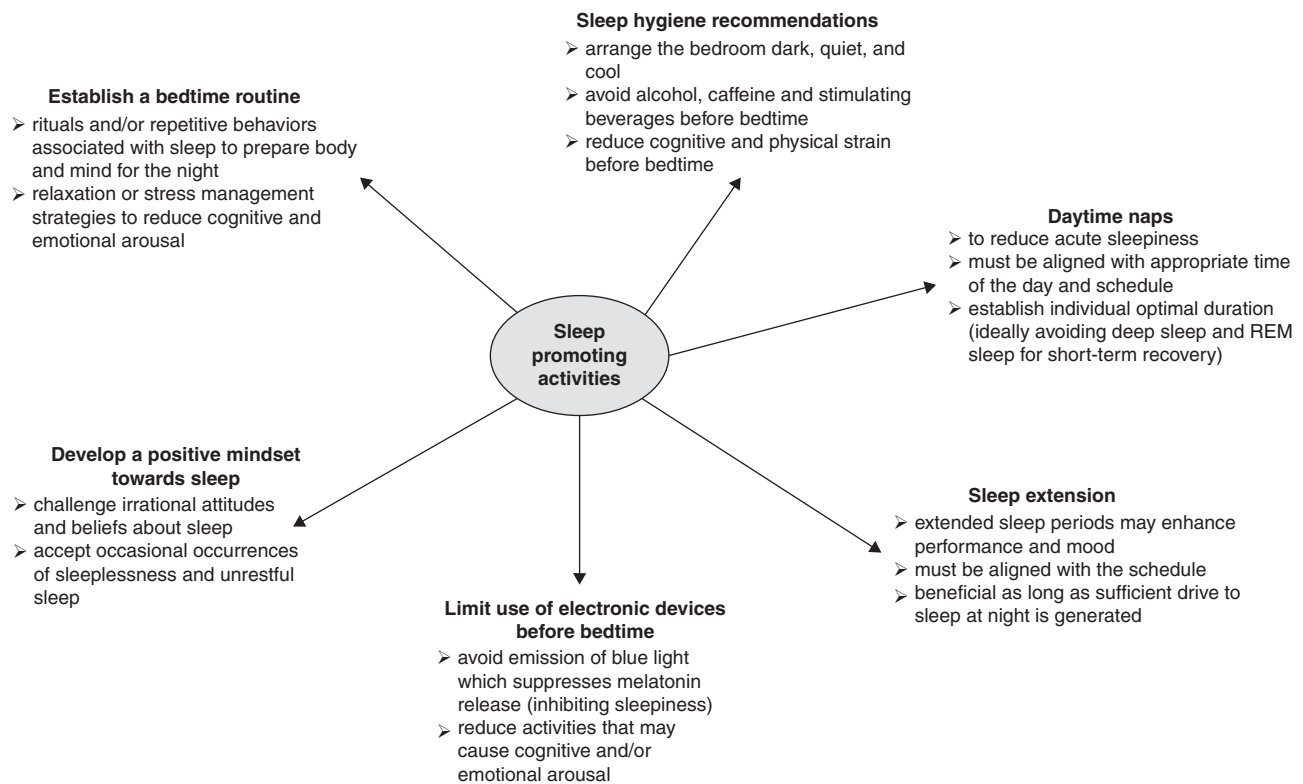 Sleep hygiene recommendations
➢ arrange the bedroom dark, quiet, and
cool
➢ avoid alcohol, caffeine and stimulating
beverages before bedtime
➢ reduce cognitive and physical strain
before bedtime
Establish a bedtime routine
➢ rituals and/or repetitive behaviors
associated with sleep to prepare body
and mind for the night
➢ relaxation or stress management
strategies to reduce cognitive and
emotional arousal
Daytime naps
➢ to reduce acute sleepiness
➢ must be aligned with appropriate time
of the day and schedule
➢ establish individual optimal duration
(ideally avoiding deep sleep and REM
sleep for short-term recovery)
Sleep
promoting
activities
Develop a positive mindset
towards sleep
➢ challenge irrational attitudes
and beliefs about sleep
➢ accept occasional occurrences
of sleeplessness and unrestful
sleep
Sleep extension
➢ extended sleep periods may enhance
performance and mood
➢ must be aligned with the schedule
➢ beneficial as long as sufficient drive to
sleep at night is generated
Limit use of electronic devices
before bedtime
➢ avoid emission of blue light
which suppresses melatonin
release (inhibiting sleepiness)
➢ reduce activities that may
cause cognitive and/or
emotional arousal